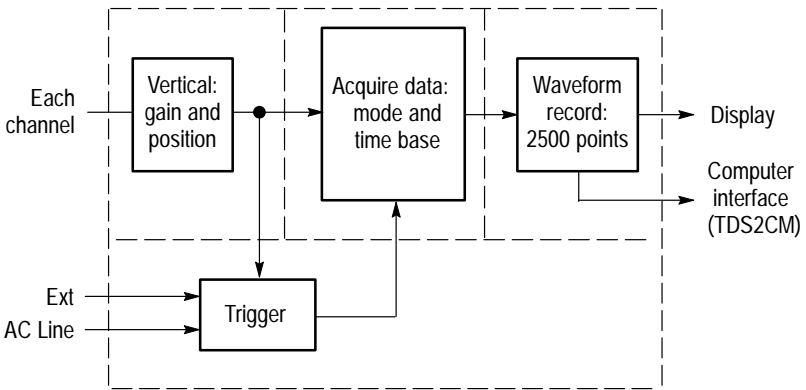 Each
channel
Vertical:
gain and
position
Acquire data:
mode and
time base
Waveform
record:
2500 points
Display
Computer
interface
(TDS2CM)
Ext
AC Line
Trigger